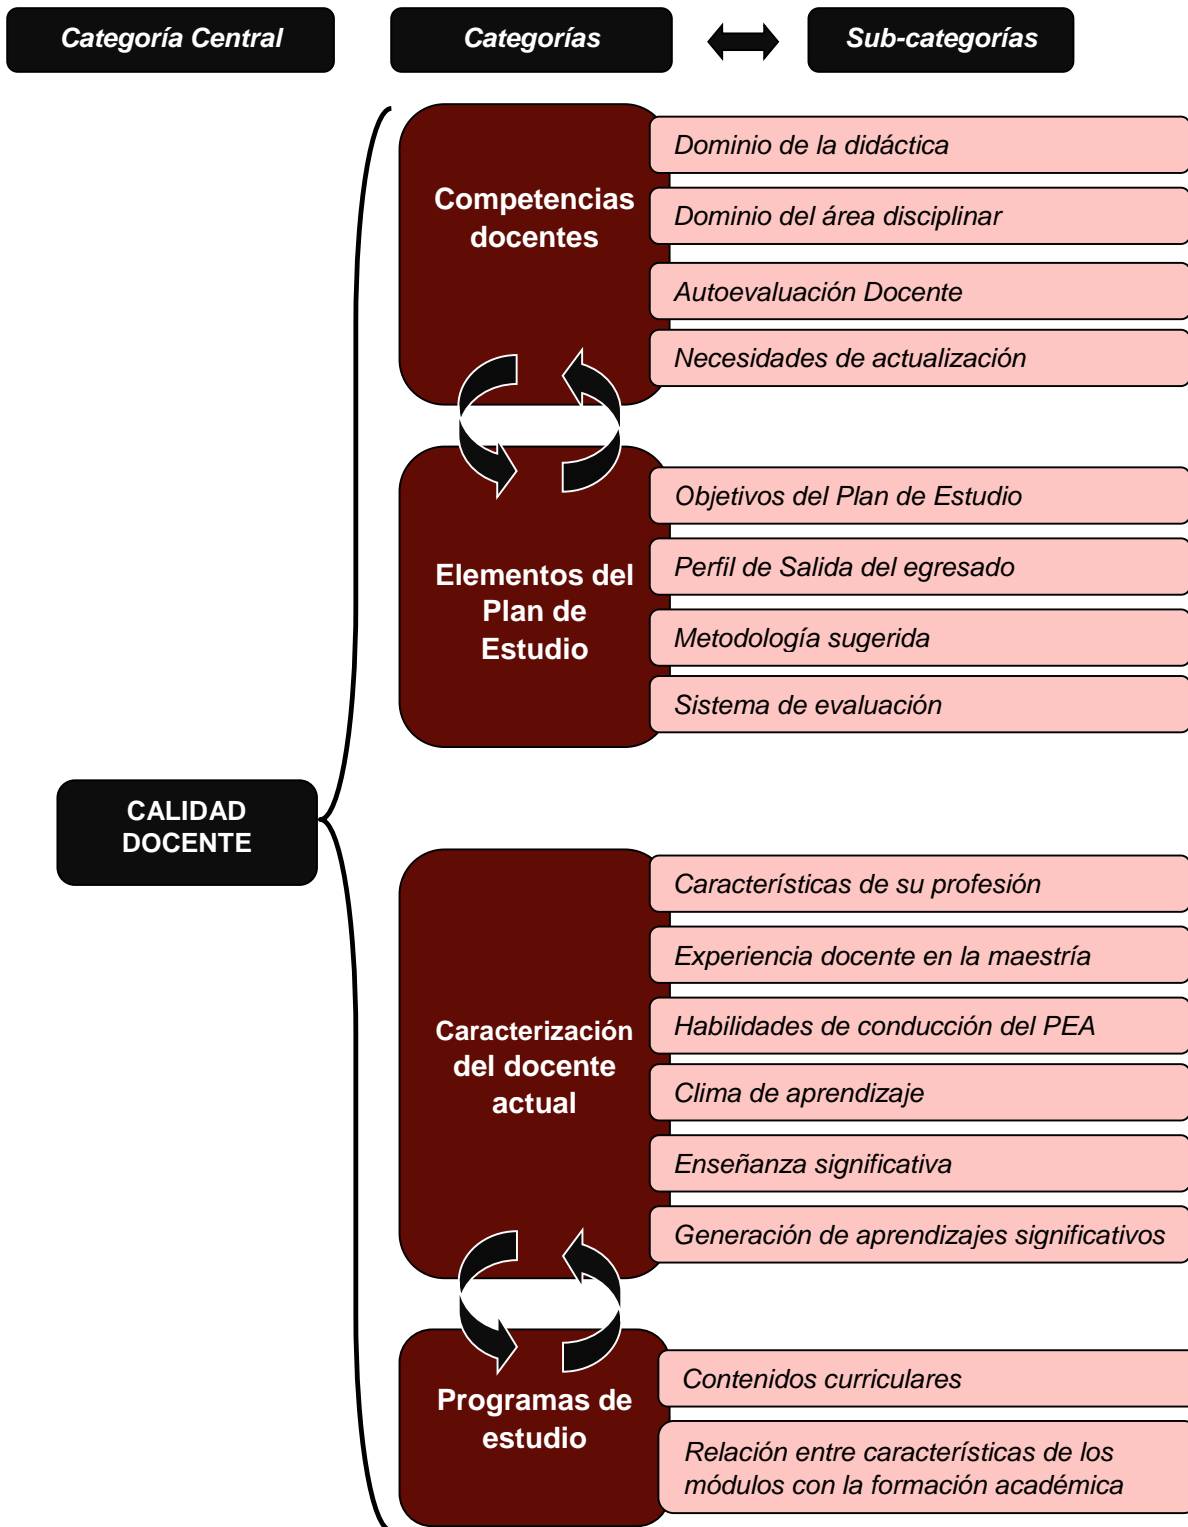 Categoría Central
Categorías
Sub-categorías
Competencias
docentes
Dominio de la didáctica
Dominio del área disciplinar
Autoevaluación Docente
Necesidades de actualización
Elementos del
Plan de
Estudio
Objetivos del Plan de Estudio
Perfil de Salida del egresado
Metodología sugerida
Sistema de evaluación
CALIDAD
DOCENTE
Caracterización
del docente
actual
Características de su profesión
Experiencia docente en la maestría
Habilidades de conducción del PEA
Clima de aprendizaje
Enseñanza significativa
Generación de aprendizajes significativos
Programas de
estudio
Contenidos curriculares
Relación entre características de los
módulos con la formación académica